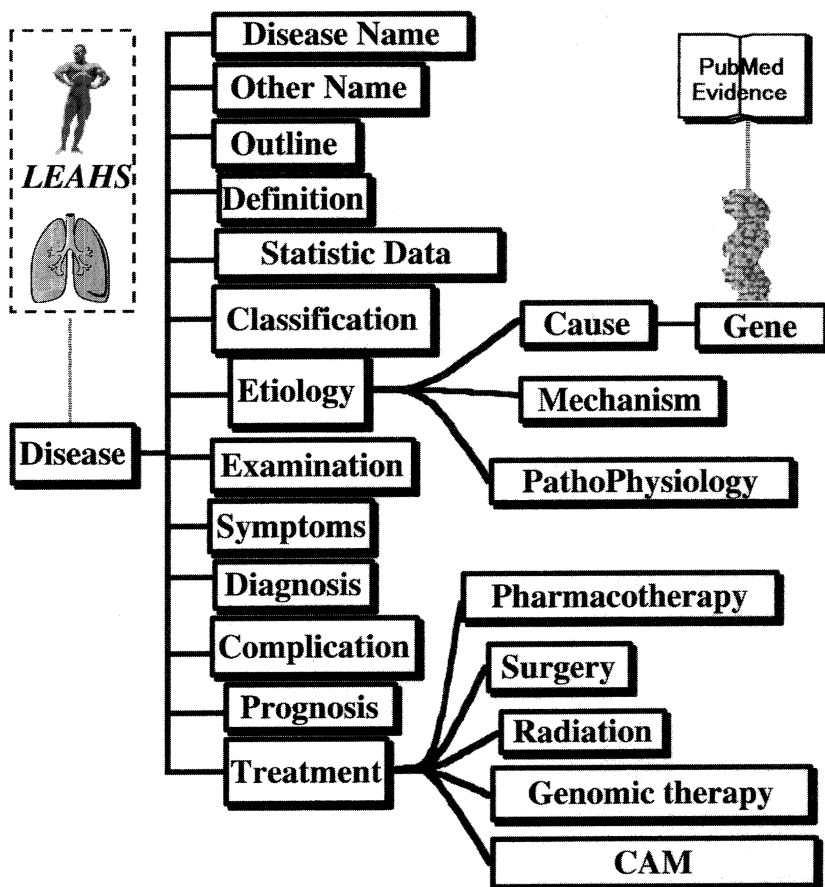 Disease Name
Other Name
Outline
Definition
Statistic Data
Classification
Etiology
Examination
Symptoms
Diagnosis
Complication
Prognosis
Treatment
LEAHS
Disease
PubMed
Evidence
Cause
Gene
Mechanism
PathoPhysiology
Pharmacotherapy
Surgery
Radiation
Genomic therapy
CAM